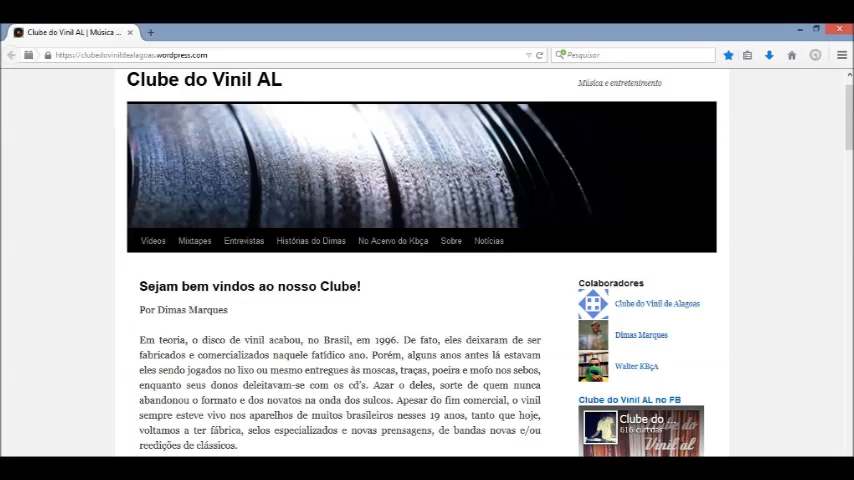 Clube do Vinil AL | Música ...
https://clubedovinildealagoas.wordpress.com
Pesquisar
Clube do Vinil AL
Música e entretenimento
Vídeos Mixtapes Entrevistas Histórias do Dimas No Acervo do Kbça Sobre Notícias
Sejam bem vindos ao nosso Clube!
Por Dimas Marques
Em teoria, o disco de vinil acabou, no Brasil, em 1996. De fato, eles deixaram de ser
fabricados e comercializados naquele fatídico ano. Porém, alguns anos antes lá estavam
eles sendo jogados no lixo ou mesmo entregues às moscas, traças, poeira e mofo nos sebos,
enquanto seus donos deleitavam-se com os cd's. Azar o deles, sorte de quem nunca
abandonou o formato e dos novatos na onda dos sulcos. Apesar do fim comercial, o vinil
sempre esteve vivo nos aparelhos de muitos brasileiros nesses 19 anos, tanto que hoje,
voltamos a ter fábrica, selos especializados e novas prensagens, de bandas novas e/ou
reedições de clássicos.
Colaboradores
Clube do Vinil de Alagoas
Dimas Marques
Walter KBçA
Clube do Vinil AL no FB
Clube do ...
616 curtidas
Clube do
Vinil al